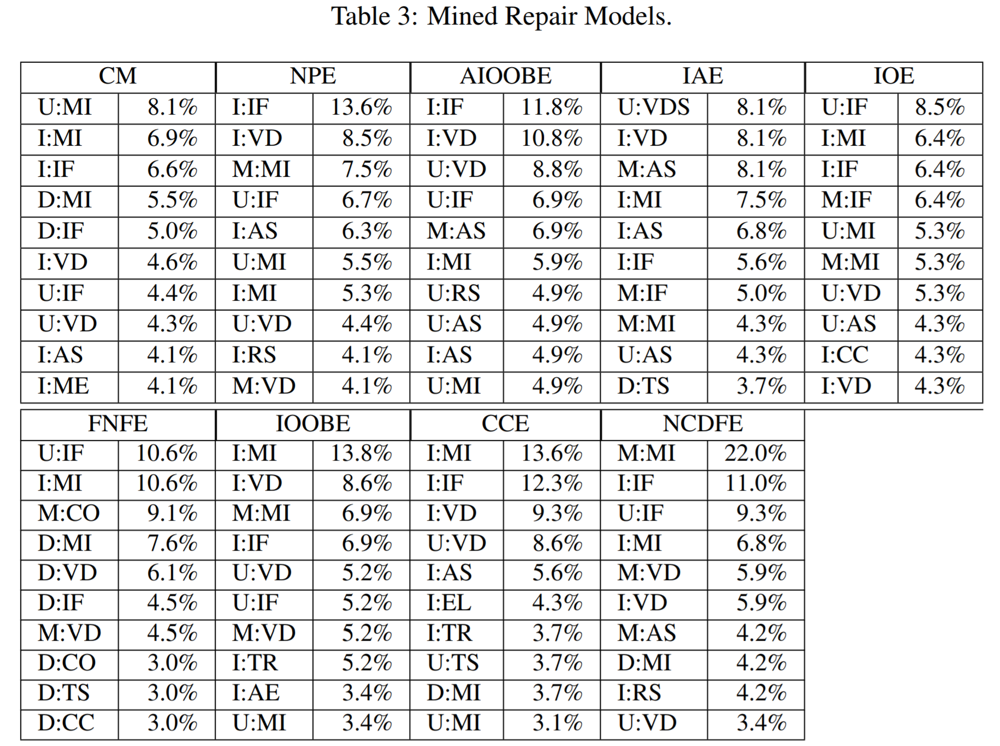 Table 3: Mined Repair Models.
CM NPE AIOOBE IAE IOE
U:MI 8.1% I:IF 13.6% I:IF 11.8% U:VDS 8.1% U:IF 8.5%
I:MI 6.9% I:VD 8.5% I:VD 10.8% I:VD 8.1% I:MI 6.4%
I:IF 6.6% M:MI 7.5% U:VD 8.8% M:AS 8.1% I:IF 6.4%
D:MI 5.5% U:IF 6.7% U:IF 6.9% I:MI 7.5% M:IF 6.4%
D:IF 5.0% I:AS 6.3% M:AS 6.9% I:AS 6.8% U:MI 5.3%
I:VD 4.6% U:MI 5.5% I:MI 5.9% I:IF 5.6% M:MI 5.3%
U:IF 4.4% I:MI 5.3% U:RS 4.9% M:IF 5.0% U:VD 5.3%
U:VD 4.3% U:VD 4.4% U:AS 4.9% M:MI 4.3% U:AS 4.3%
I:AS 4.1% I:RS 4.1% I:AS 4.9% U:AS 4.3% I:CC 4.3%
I:ME 4.1% M:VD 4.1% U:MI 4.9% D:TS 3.7% I:VD 4.3%
FNFE IOOBE CCE NCDFE
U:IF 10.6% I:MI 13.8% I:MI 13.6% M:MI 22.0%
I:MI 10.6% I:VD 8.6% I:IF 12.3% I:IF 11.0%
M:CO 9.1% M:MI 6.9% I:VD 9.3% U:IF 9.3%
D:MI 7.6% I:IF 6.9% U:VD 8.6% I:MI 6.8%
D:VD 6.1% U:VD 5.2% I:AS 5.6% M:VD 5.9%
D:IF 4.5% U:IF 5.2% I:EL 4.3% I:VD 5.9%
M:VD 4.5% M:VD 5.2% I:TR 3.7% M:AS 4.2%
D:CO 3.0% I:TR 5.2% U:TS 3.7% D:MI 4.2%
D:TS 3.0% I:AE 3.4% D:MI 3.7% I:RS 4.2%
D:CC 3.0% U:MI 3.4% U:MI 3.1% U:VD 3.4%